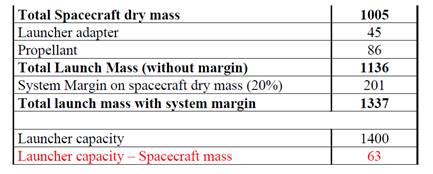 Total Spacecraft dry mass 1005
Launcher adapter 45
Propellant 86
Total Launch Mass (without margin) 1136
System Margin on spacecraft dry mass (20%) 201
Total launch mass with system margin 1337
Launcher capacity 1400
Launcher capacity – Spacecraft mass 63